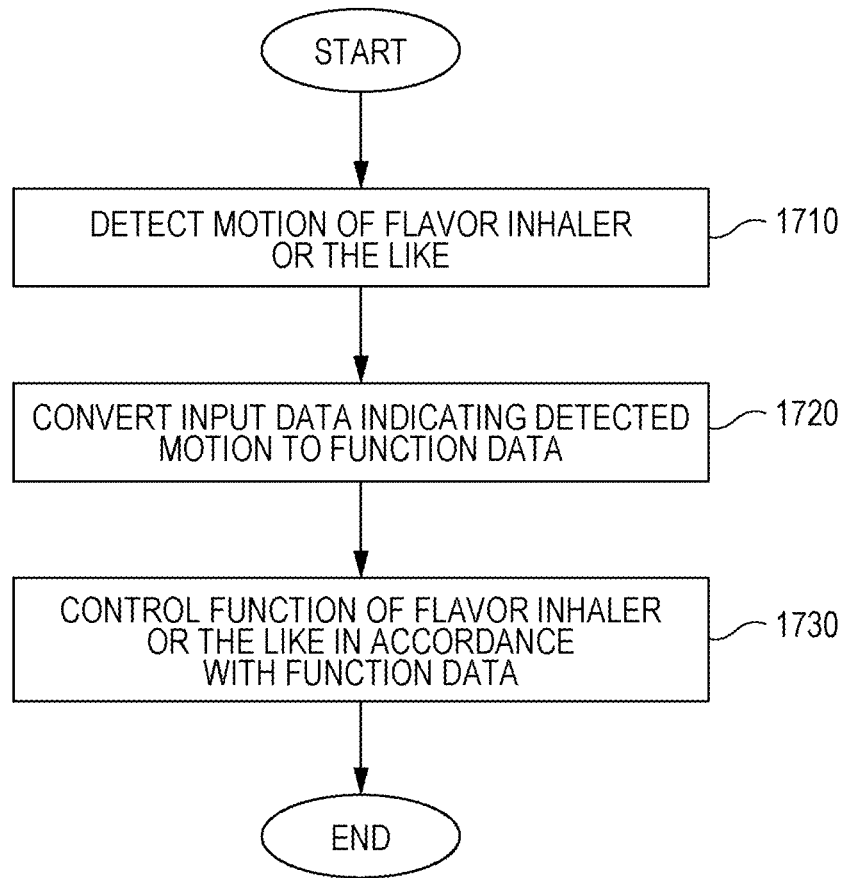 START
DETECT MOTION OF FLAVOR INHALER
OR THE LIKE
1710
CONVERT INPUT DATA INDICATING DETECTED
MOTION TO FUNCTION DATA
1720
CONTROL FUNCTION OF FLAVOR INHALER
OR THE LIKE IN ACCORDANCE
WITH FUNCTION DATA
1730
END